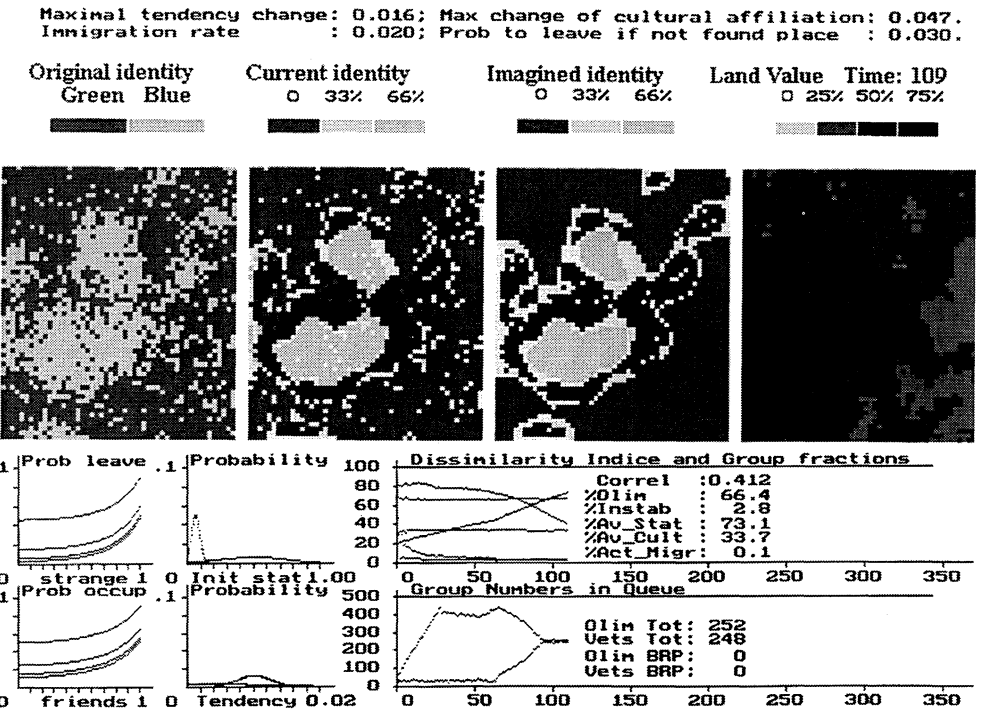 Maximal tendency change: 0.016; Max change of cultural affiliation: 0.047.
Immigration rate : 0.020; Prob to leave if not found place : 0.030.
Original identity Current identity Imagined identity Land Value Time: 109
Green Blue 0 33% 66% 0 33% 66% 0 25% 50% 75%
1 Prob leave .1 Probability 100 Dissimilarity Indice and Group fractions
80 Correl :0.412
60 %Olim : 66.4
%Instab : 2.8
40 %Av_Stat : 73.1
20 %Av_Cult : 33.7
0 %Act_Migr: 0.1
0 strange 1 0 Init stat1.00 0 50 100 150 200 250 300 350
1 Prob occup .1 Probability 500 Group Numbers in Queue
400
300 Olim Tot: 252
200 Vets Tot: 248
100 Olim BRP: 0
0 Vets BRP: 0
0 friends 1 0 Tendency 0.02 0 50 100 150 200 250 300 350